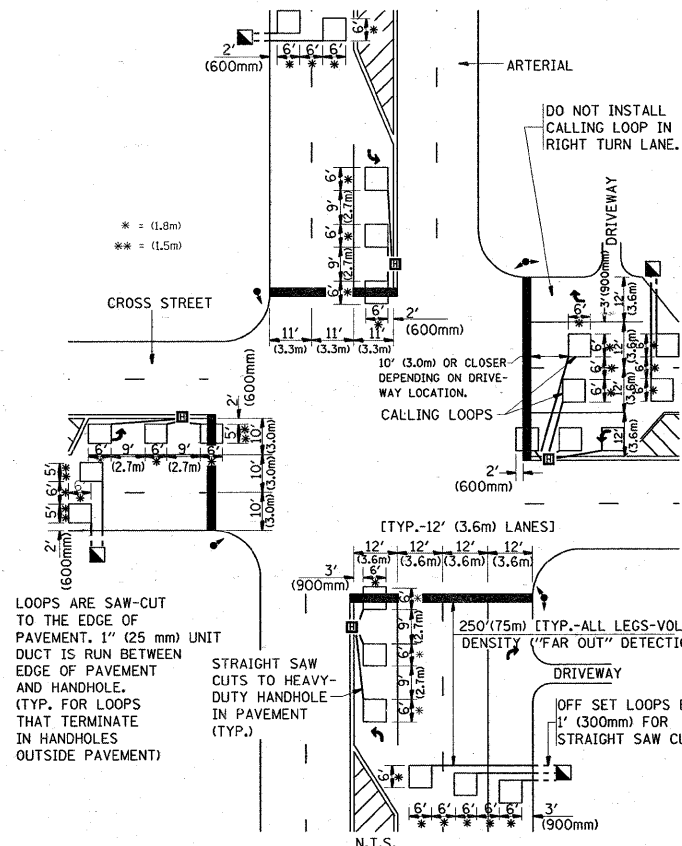 2'
(600mm)
6' 6' 6'
* * *
6'
*
ARTERIAL
DO NOT INSTALL
CALLING LOOP IN
RIGHT TURN LANE.
DRIVEWAY
* = (1.8m)
** = (1.5m)
6' *
9' (2.7m)
6' *
9' (2.7m)
6' *
H
6'
*
2'
(600mm)
11' 11' 11'
(3.3m) (3.3m) (3.3m)
CROSS STREET
3' (900mm)
12' (3.6m)
10' (3.0m) OR CLOSER
DEPENDING ON DRIVE-
WAY LOCATION.
CALLING LOOPS
12' (3.6m)
6' 6'
12'
(3.6m)
H
2'
(600mm)
2'
(600mm)
H
5' **
10' (3.0m)
6' 9' 6' 9' 6'
* (2.7m) * (2.7m) *
10' (3.0m)
10' (3.0m)
5' **
6' *
5' **
2'
(600mm)
[TYP.-12' (3.6m) LANES]
12' 12' 12' 12'
(3.6m) (3.6m) (3.6m) (3.6m)
3'
(900mm)
6'
*
LOOPS ARE SAW-CUT
TO THE EDGE OF
PAVEMENT. 1" (25 mm) UNIT
DUCT IS RUN BETWEEN
EDGE OF PAVEMENT
AND HANDHOLE.
(TYP. FOR LOOPS
THAT TERMINATE
IN HANDHOLES
OUTSIDE PAVEMENT)
STRAIGHT SAW
CUTS TO HEAVY-
DUTY HANDHOLE
IN PAVEMENT
(TYP.)
H
6' *
9' (2.7m)
6' *
9' (2.7m)
6' *
250'(75m) [TYP.-ALL LEGS-VOL
DENSITY ("FAR OUT" DETECTI
DRIVEWAY
OFF SET LOOPS
1' (300mm) FOR
STRAIGHT SAW CU
6' *
6' 6' 6' 6' 6'
* * * * *
3'
(900mm)
N.T.S.